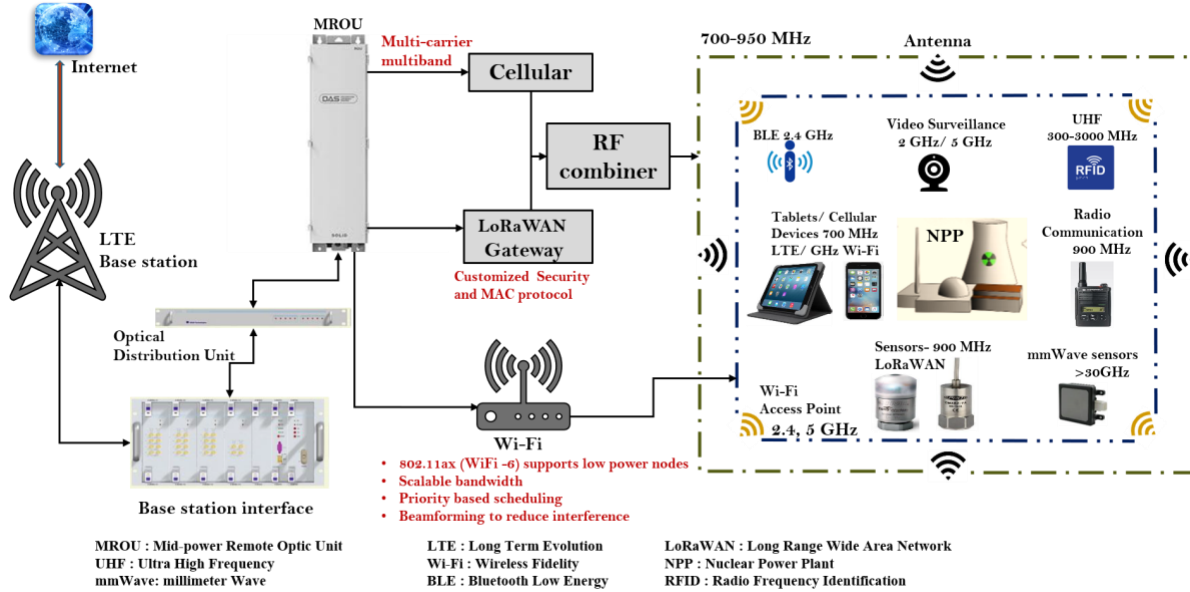 Internet
LTE
Base station
Optical
Distribution Unit
Base station interface
MROU
DAS
Multi-carrier
multiband
Cellular
RF
combiner
LoRaWAN
Gateway
Customized Security
and MAC protocol
Wi-Fi
• 802.11ax (WiFi -6) supports low power nodes
• Scalable bandwidth
• Priority based scheduling
• Beamforming to reduce interference
700-950 MHz
Antenna
BLE 2.4 GHz
Video Surveillance
2 GHz/ 5 GHz
UHF
300-3000 MHz
RFID
Tablets/ Cellular
Devices 700 MHz
LTE/ GHz Wi-Fi
NPP
Radio
Communication
900 MHz
Sensors- 900 MHz
LoRaWAN
mmWave sensors
>30GHz
Wi-Fi
Access Point
2.4, 5 GHz
MROU : Mid-power Remote Optic Unit
UHF : Ultra High Frequency
mmWave: millimeter Wave
LTE : Long Term Evolution
Wi-Fi : Wireless Fidelity
BLE : Bluetooth Low Energy
LoRaWAN : Long Range Wide Area Network
NPP : Nuclear Power Plant
RFID : Radio Frequency Identification